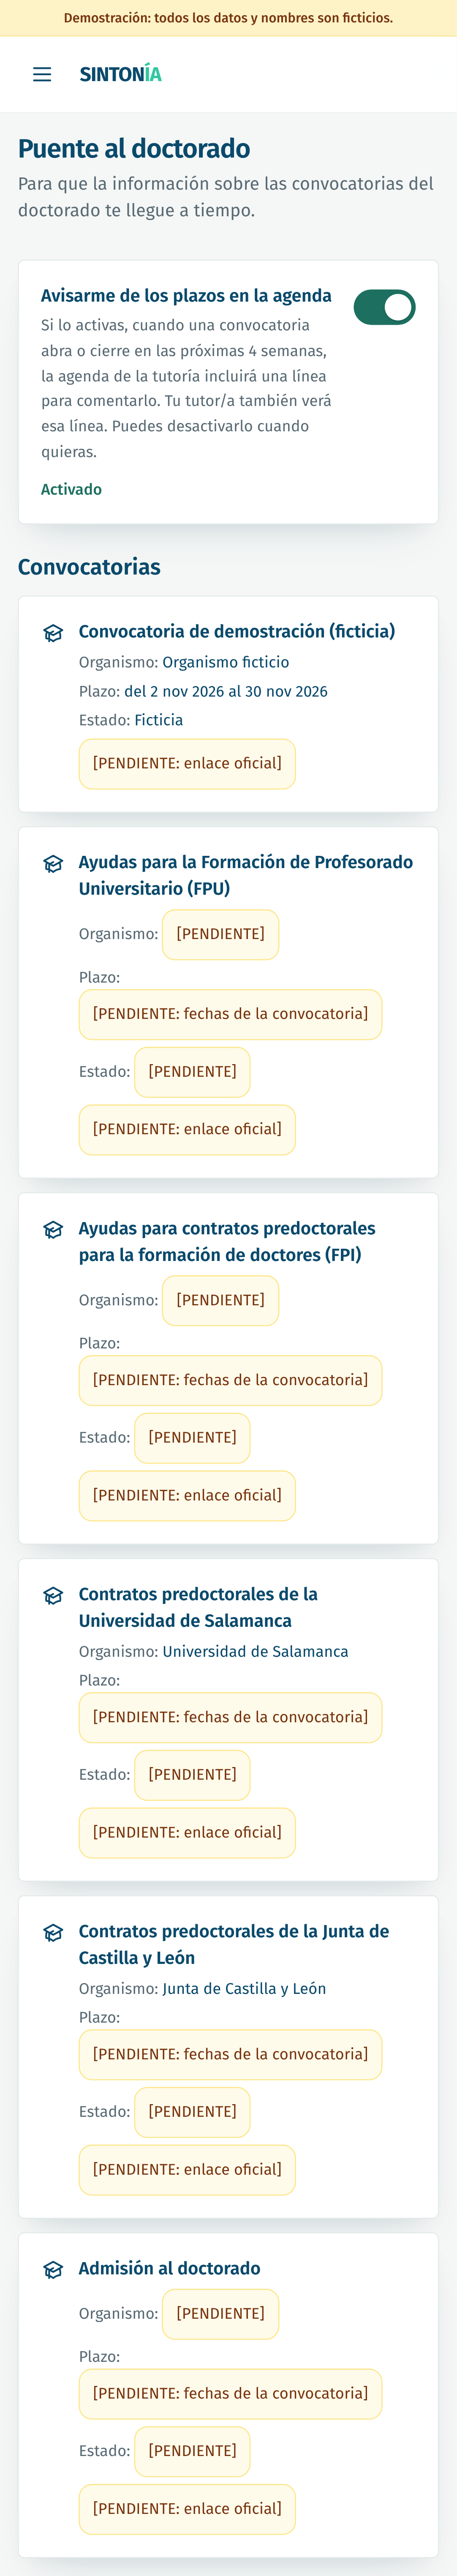 Demostración: todos los datos y nombres son ficticios.
SINTONÍA
Puente al doctorado
Para que la información sobre las convocatorias del
doctorado te llegue a tiempo.
Avisarme de los plazos en la agenda
Si lo activas, cuando una convocatoria
abra o cierre en las próximas 4 semanas,
la agenda de la tutoría incluirá una línea
para comentarlo. Tu tutor/a también verá
esa línea. Puedes desactivarlo cuando
quieras.
Activado
Convocatorias
Convocatoria de demostración (ficticia)
Organismo: Organismo ficticio
Plazo: del 2 nov 2026 al 30 nov 2026
Estado: Ficticia
[PENDIENTE: enlace oficial]
Ayudas para la Formación de Profesorado
Universitario (FPU)
Organismo: [PENDIENTE]
Plazo:
[PENDIENTE: fechas de la convocatoria]
Estado: [PENDIENTE]
[PENDIENTE: enlace oficial]
Ayudas para contratos predoctorales
para la formación de doctores (FPI)
Organismo: [PENDIENTE]
Plazo:
[PENDIENTE: fechas de la convocatoria]
Estado: [PENDIENTE]
[PENDIENTE: enlace oficial]
Contratos predoctorales de la
Universidad de Salamanca
Organismo: Universidad de Salamanca
Plazo:
[PENDIENTE: fechas de la convocatoria]
Estado: [PENDIENTE]
[PENDIENTE: enlace oficial]
Contratos predoctorales de la Junta de
Castilla y León
Organismo: Junta de Castilla y León
Plazo:
[PENDIENTE: fechas de la convocatoria]
Estado: [PENDIENTE]
[PENDIENTE: enlace oficial]
Admisión al doctorado
Organismo: [PENDIENTE]
Plazo:
[PENDIENTE: fechas de la convocatoria]
Estado: [PENDIENTE]
[PENDIENTE: enlace oficial]